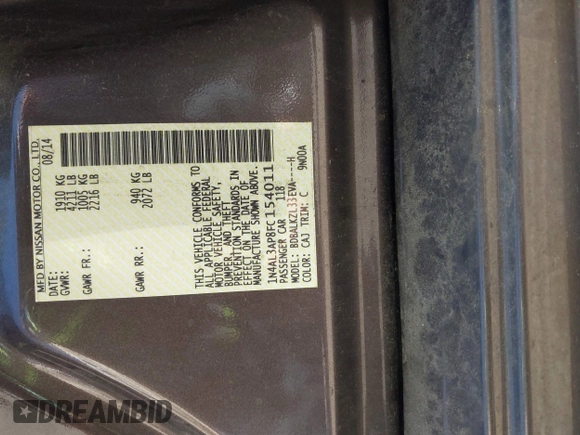 MFD BY NISSAN MOTOR CO., LTD.
DATE: 08/14
GVWR: 1910 KG
4211 LB
GAWR FR.: 1005 KG
2216 LB
GAWR RR.: 940 KG
2072 LB
THIS VEHICLE CONFORMS TO
ALL APPLICABLE FEDERAL
MOTOR VEHICLE SAFETY,
BUMPER, AND THEFT
PREVENTION STANDARDS IN
EFFECT ON THE DATE OF
MANUFACTURE SHOWN ABOVE.
1N4AL3AP8FC154011
PASSENGER CAR 118
MODEL: BDBALKZL33EVA----H
COLOR: CAJ TRIM: C 9N00A
DREAMBID